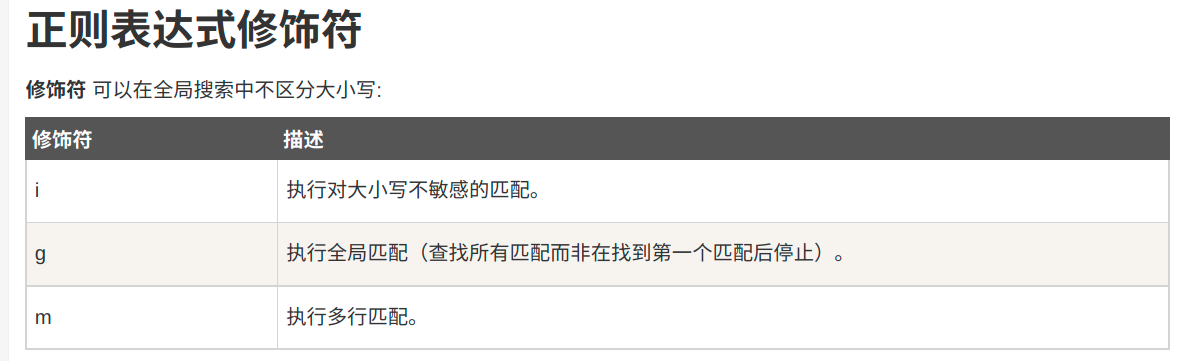 正则表达式修饰符
修饰符 可以在全局搜索中不区分大小写:
修饰符 描述
i 执行对大小写不敏感的匹配。
g 执行全局匹配（查找所有匹配而非在找到第一个匹配后停止）。
m 执行多行匹配。